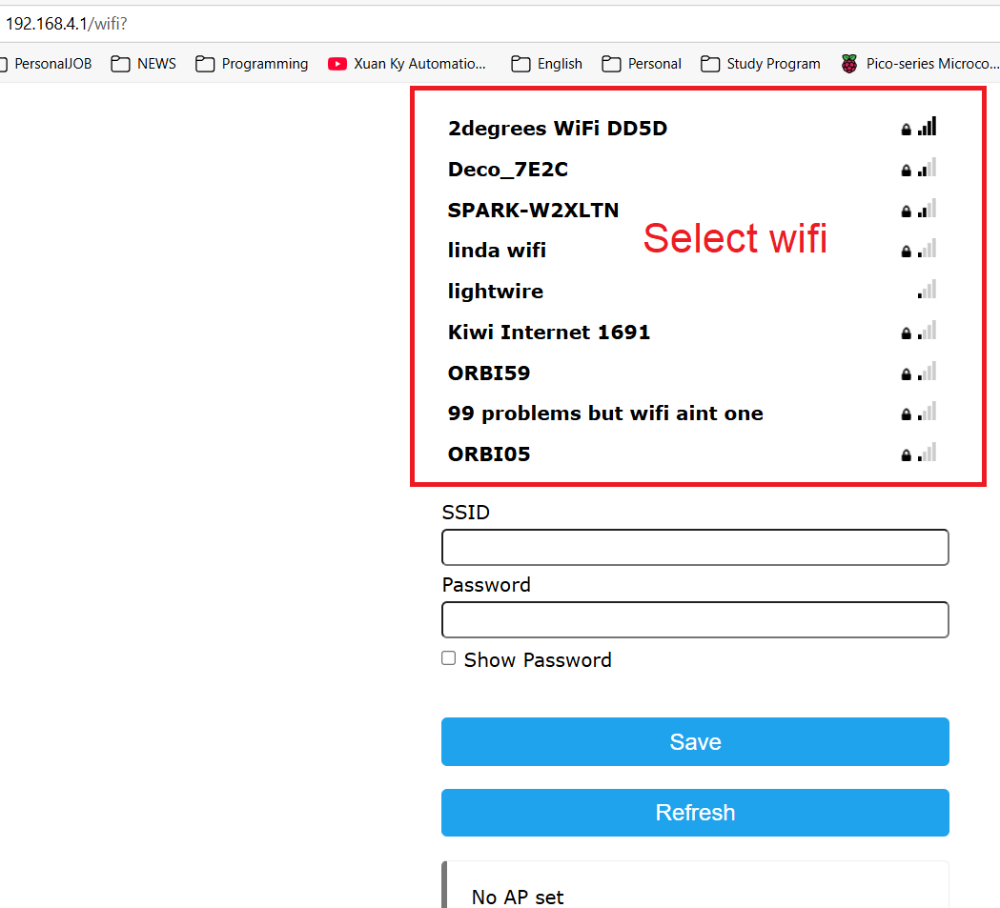 192.168.4.1/wifi?
PersonalJOB NEWS Programming Xuan Ky Automatio... English Personal Study Program Pico-series Microco...
2degrees WiFi DD5D
Deco_7E2C
SPARK-W2XLTN
Select wifi
linda wifi
lightwire
Kiwi Internet 1691
ORBI59
99 problems but wifi aint one
ORBI05
SSID
Password
Show Password
Save
Refresh
No AP set